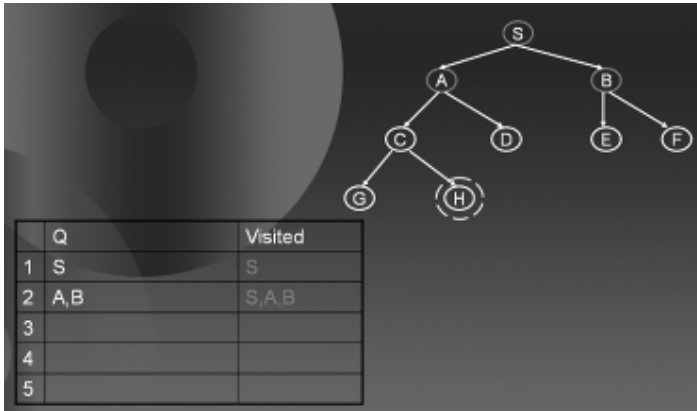 S
A B
C D E F
G H
Q Visited
1 S S
2 A,B S,A,B
3
4
5